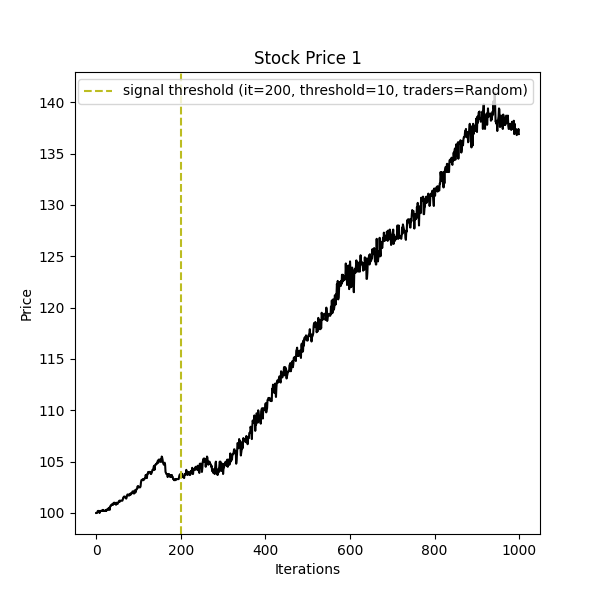 Stock Price 1
signal threshold (it=200, threshold=10, traders=Random)
140
135
130
125
120
115
110
105
100
Price
0 200 400 600 800 1000
Iterations